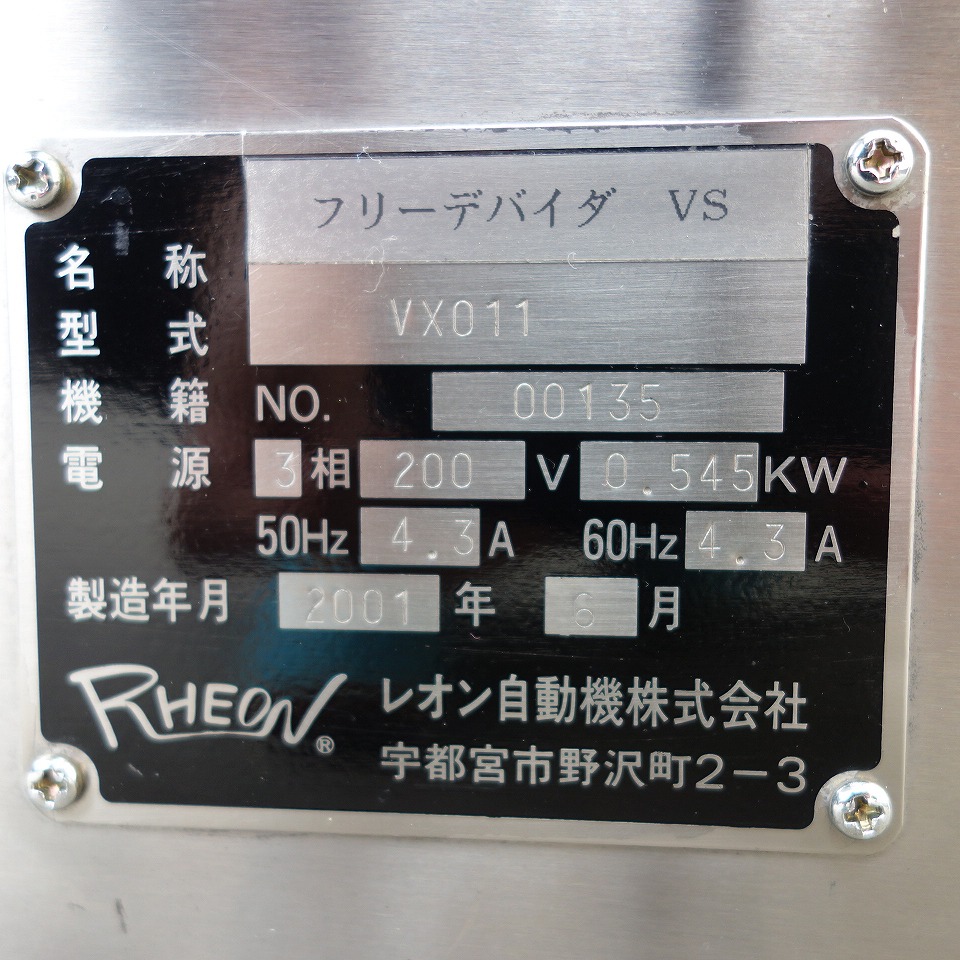 名称 フリーデバイダ VS
型式 VX011
機籍 NO. 00135
電源 3相 200 V 0.545KW
50Hz 4.3 A 60Hz 4.3 A
製造年月 2001 年 6 月
RHEON® レオン自動機株式会社
宇都宮市野沢町2-3